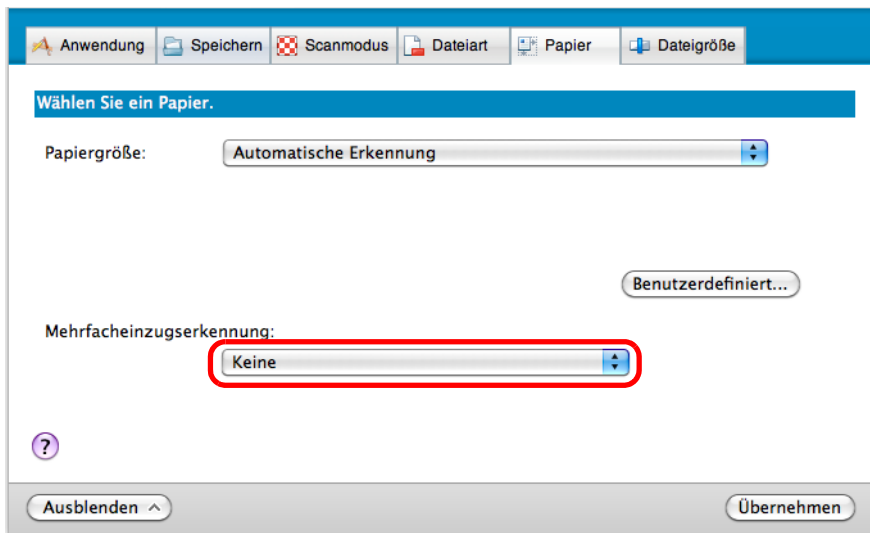 Anwendung Speichern Scanmodus Dateiart Papier Dateigröße
Wählen Sie ein Papier.
Papiergröße: Automatische Erkennung
Benutzerdefiniert...
Mehrfacheinzugserkennung:
Keine
?
Ausblenden Übernehmen